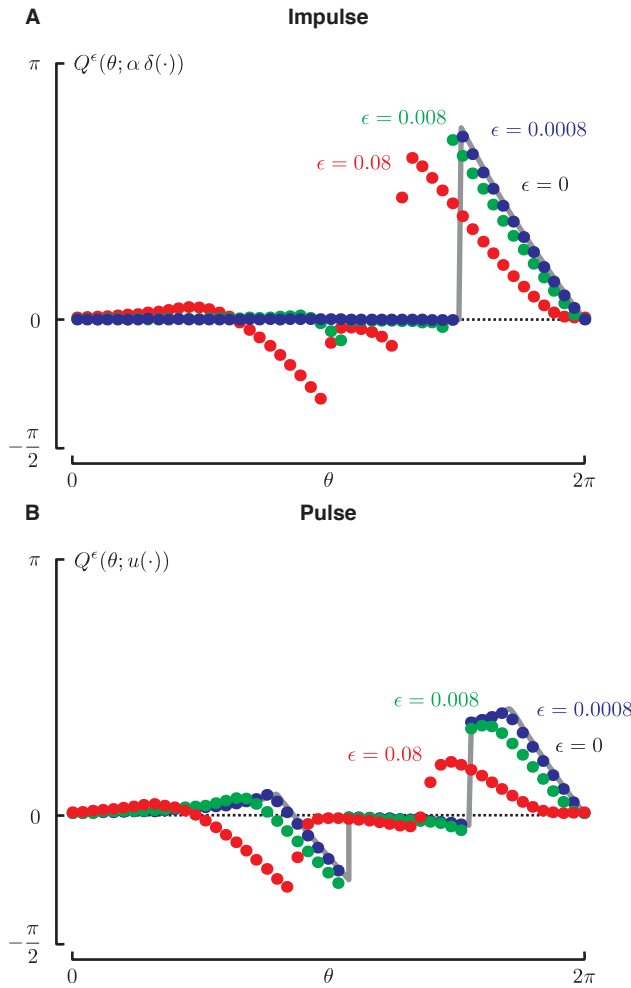 A Impulse
π Q^ϵ(θ; α δ(·))
ϵ = 0.008
ϵ = 0.0008
ϵ = 0.08
ϵ = 0
0
−π/2
0 θ 2π
B Pulse
π Q^ϵ(θ; u(·))
ϵ = 0.008
ϵ = 0.0008
ϵ = 0.08
ϵ = 0
0
−π/2
0 θ 2π